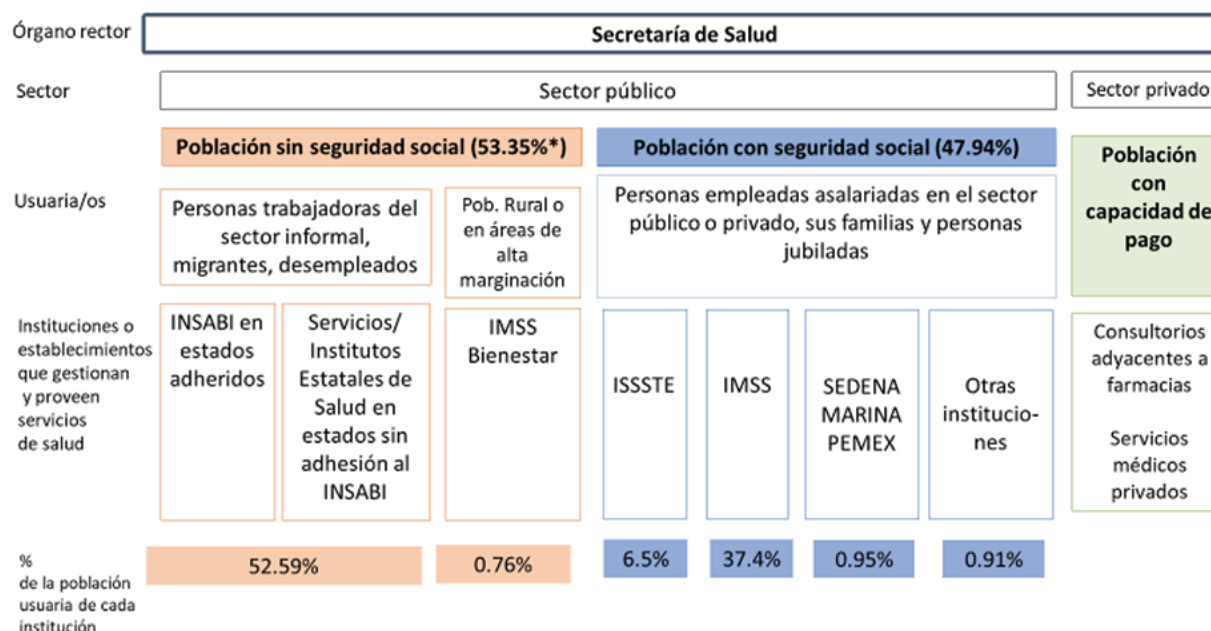 Órgano rector
Secretaría de Salud
Sector
Sector público
Sector privado
Población sin seguridad social (53.35%*)
Población con seguridad social (47.94%)
Población
con
capacidad de
pago
Usuaria/os
Personas trabajadoras del
sector informal,
migrantes, desempleados
Pob. Rural o
en áreas de
alta
marginación
Personas empleadas asalariadas en el sector
público o privado, sus familias y personas
jubiladas
Instituciones o
establecimientos
que gestionan
y proveen
servicios
de salud
INSABI en
estados
adheridos
Servicios/
Institutos
Estatales de
Salud en
estados sin
adhesión al
INSABI
IMSS
Bienestar
ISSSTE
IMSS
SEDENA
MARINA
PEMEX
Otras
institucio-
nes
Consultorios
adyacentes a
farmacias
Servicios
médicos
privados
%
de la población
usuaria de cada
institución
52.59%
0.76%
6.5%
37.4%
0.95%
0.91%